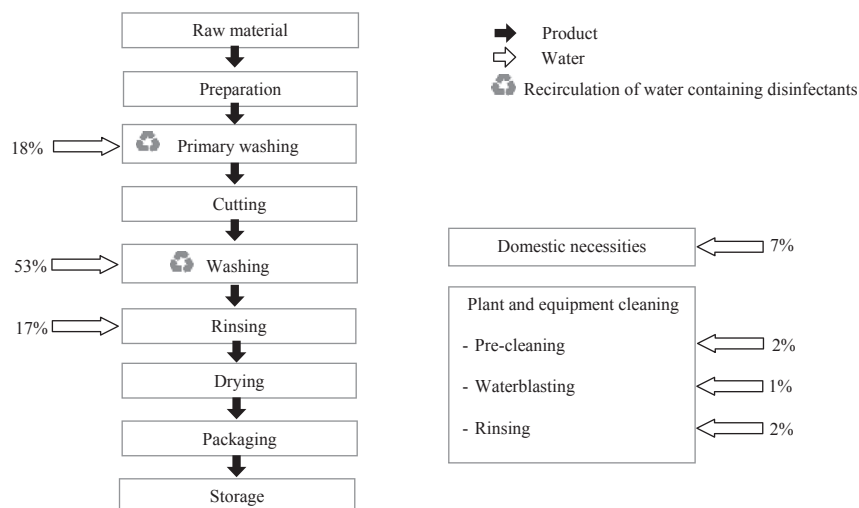 Raw material
Preparation
18%
Primary washing
Cutting
53%
Washing
17%
Rinsing
Drying
Packaging
Storage
Product
Water
Recirculation of water containing disinfectants
Domestic necessities
7%
Plant and equipment cleaning
- Pre-cleaning
2%
- Waterblasting
1%
- Rinsing
2%